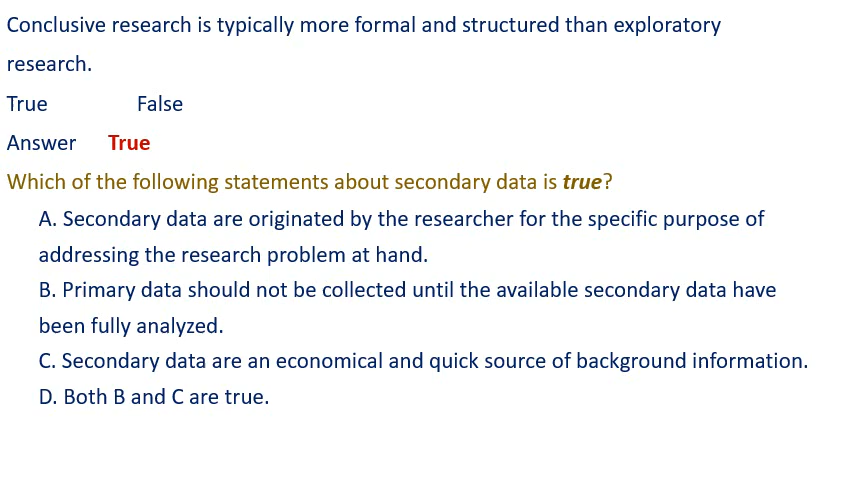 Conclusive research is typically more formal and structured than exploratory
research.
True False
Answer True
Which of the following statements about secondary data is true?
A. Secondary data are originated by the researcher for the specific purpose of
addressing the research problem at hand.
B. Primary data should not be collected until the available secondary data have
been fully analyzed.
C. Secondary data are an economical and quick source of background information.
D. Both B and C are true.